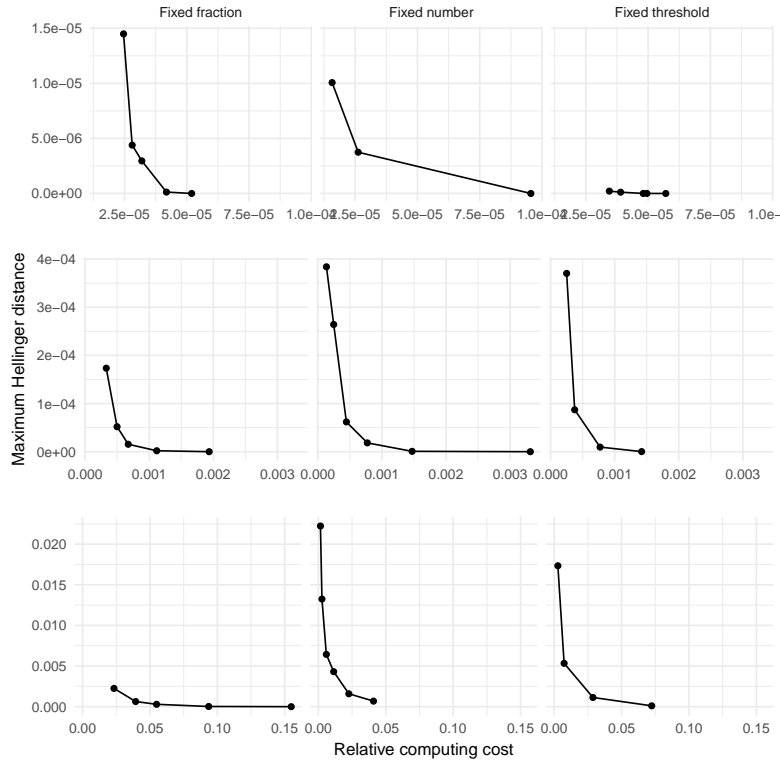 Fixed fraction Fixed number Fixed threshold
1.5e−05
1.0e−05
5.0e−06
0.0e+00
2.5e−05 5.0e−05 7.5e−05 1.0e−04 2.5e−05 5.0e−05 7.5e−05 1.0e−04 2.5e−05 5.0e−05 7.5e−05 1.0e−04
4e−04
3e−04
2e−04
1e−04
0e+00
0.000 0.001 0.002 0.003 0.000 0.001 0.002 0.003 0.000 0.001 0.002 0.003
Maximum Hellinger distance
0.020
0.015
0.010
0.005
0.000
0.00 0.05 0.10 0.15 0.00 0.05 0.10 0.15 0.00 0.05 0.10 0.15
Relative computing cost